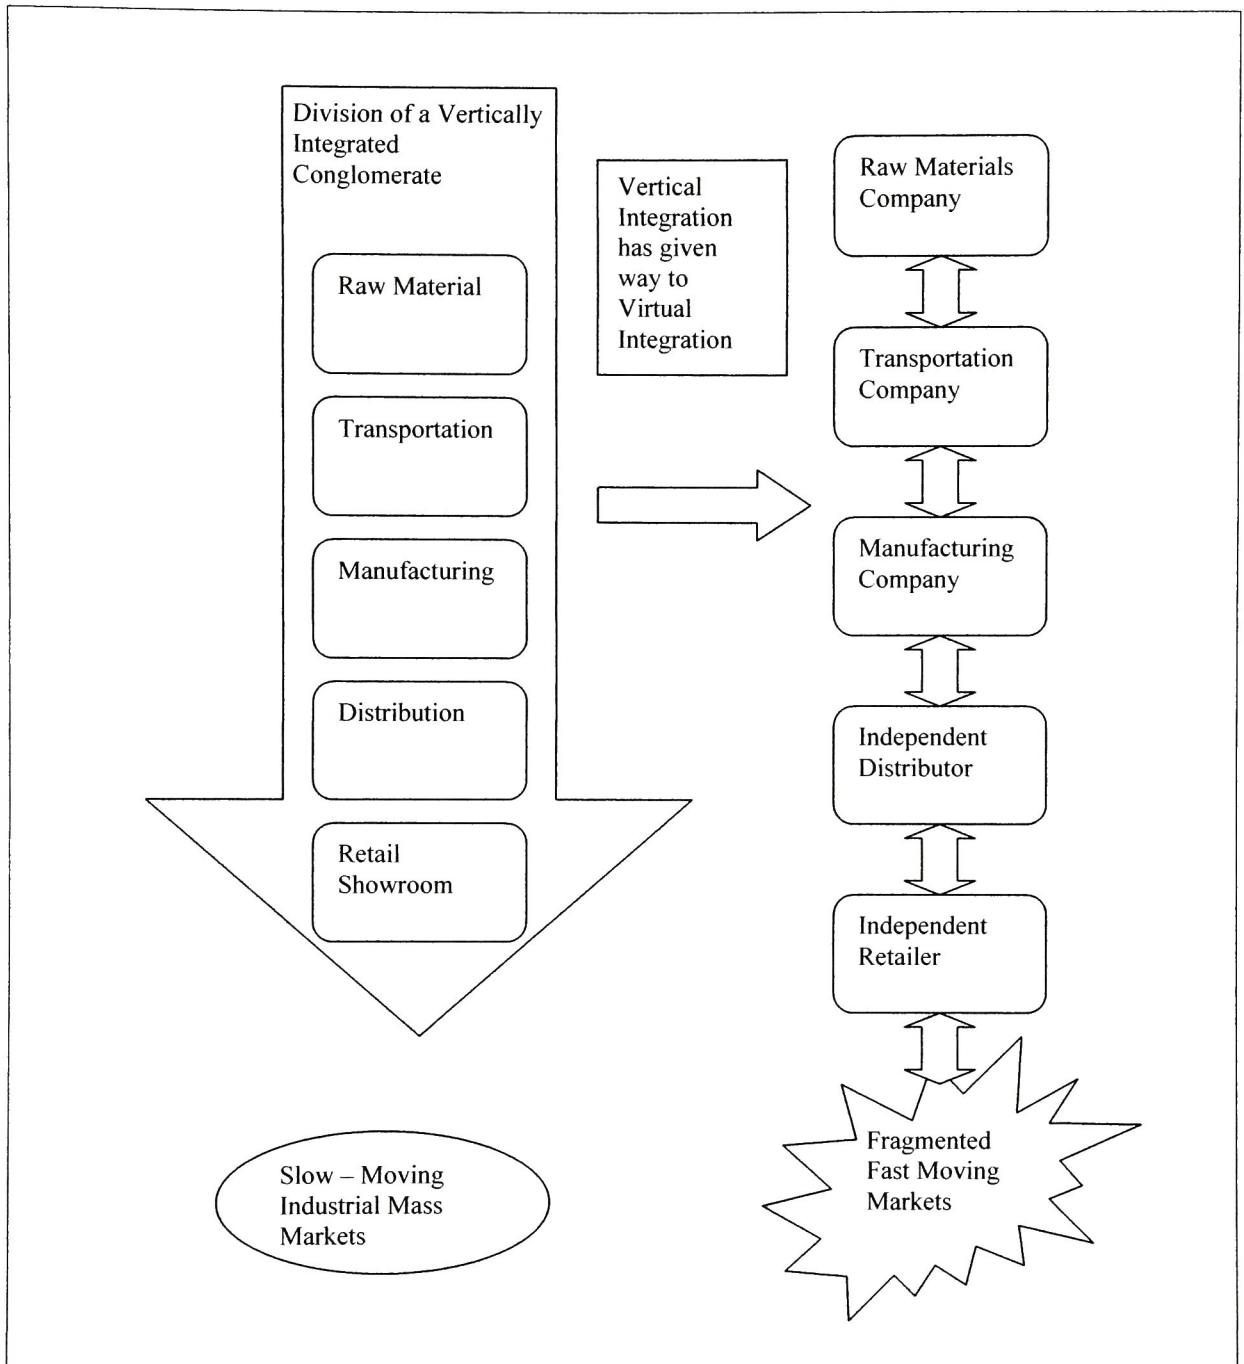 Division of a Vertically
Integrated
Conglomerate
Raw Material
Transportation
Manufacturing
Distribution
Retail
Showroom
Slow – Moving
Industrial Mass
Markets
Vertical
Integration
has given
way to
Virtual
Integration
Raw Materials
Company
Transportation
Company
Manufacturing
Company
Independent
Distributor
Independent
Retailer
Fragmented
Fast Moving
Markets